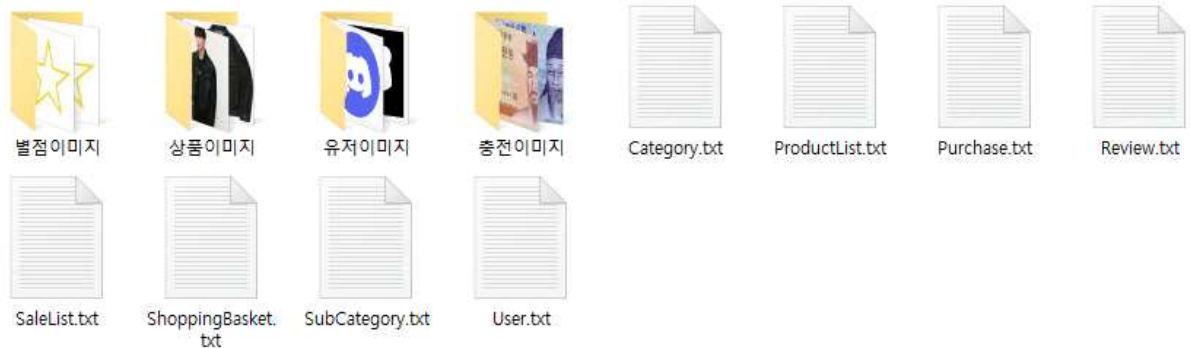 별점이미지
상품이미지
유저이미지
충전이미지
Category.txt
ProductList.txt
Purchase.txt
Review.txt
SaleList.txt
ShoppingBasket.
txt
SubCategory.txt
User.txt